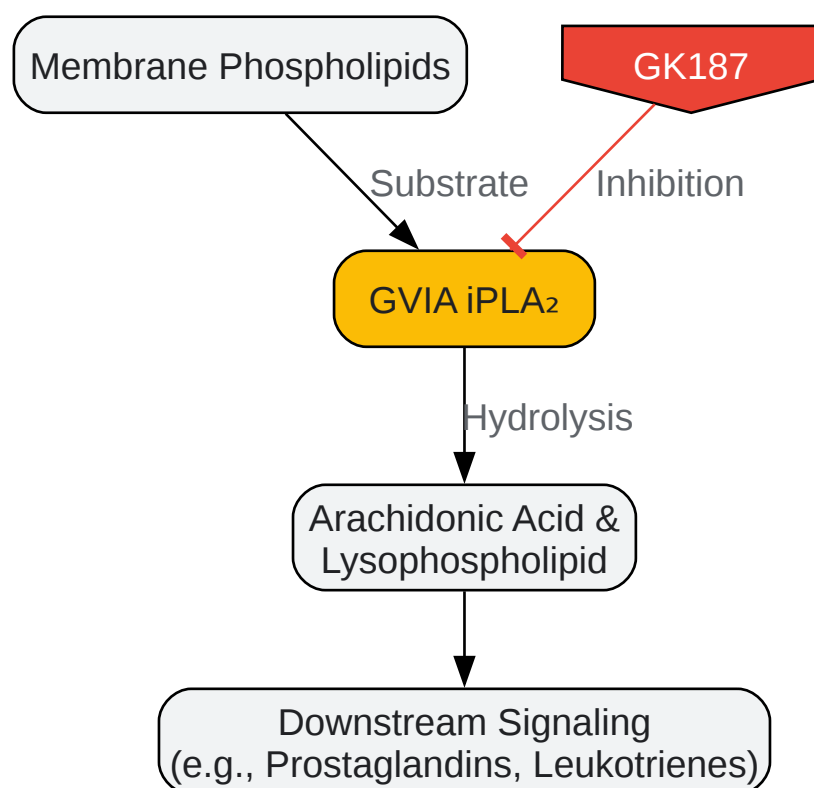 Membrane Phospholipids
GK187
Substrate
Inhibition
GVIA iPLA₂
Hydrolysis
Arachidonic Acid &
Lysophospholipid
Downstream Signaling
(e.g., Prostaglandins, Leukotrienes)